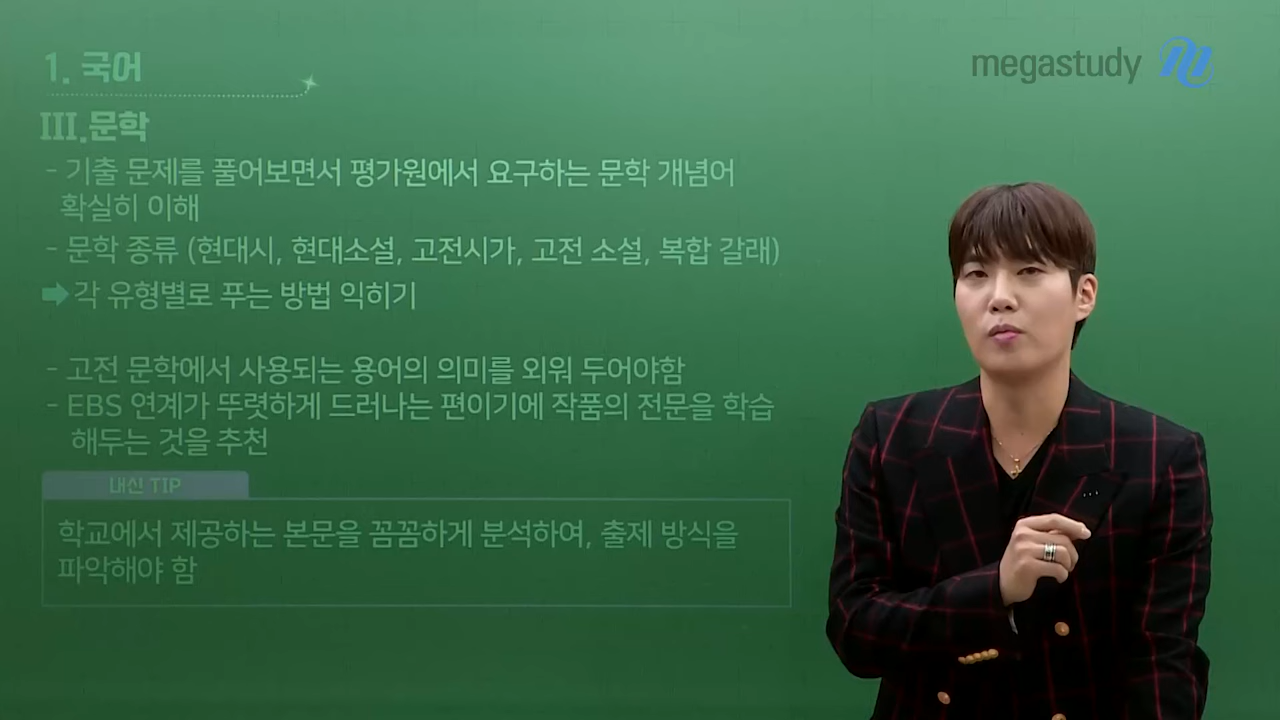 1. 국어
megastudy
III.문학
- 기출 문제를 풀어보면서 평가원에서 요구하는 문학 개념어
확실히 이해
- 문학 종류 (현대시, 현대소설, 고전시가, 고전 소설, 복합 갈래)
➡각 유형별로 푸는 방법 익히기
- 고전 문학에서 사용되는 용어의 의미를 외워 두어야함
- EBS 연계가 뚜렷하게 드러나는 편이기에 작품의 전문을 학습
해두는 것을 추천
내신 TIP
학교에서 제공하는 본문을 꼼꼼하게 분석하여, 출제 방식을
파악해야 함